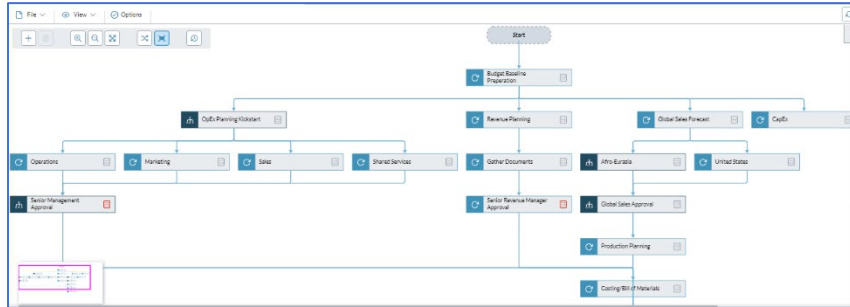 File View Options
Start
Budget Baseline
Preparation
OpEx Planning Kickstart
Revenue Planning
Global Sales Forecast
CapEx
Operations
Marketing
Sales
Shared Services
Gather Documents
Afro-Eurasia
United States
Senior Management
Approval
Senior Revenue Manager
Approval
Global Sales Approval
Production Planning
Costing/Bill of Materials